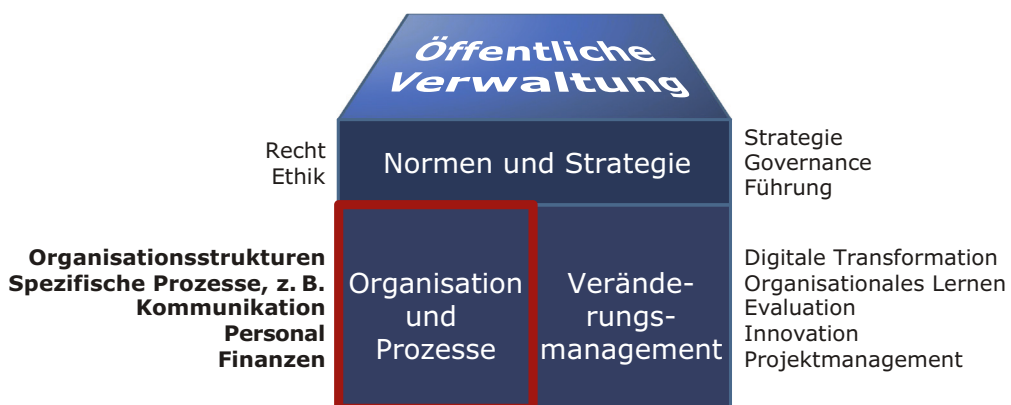 Öffentliche
Verwaltung
Recht
Ethik
Normen und Strategie
Strategie
Governance
Führung
Organisationsstrukturen
Spezifische Prozesse, z. B.
Kommunikation
Personal
Finanzen
Organisation
und
Prozesse
Verände-
rungs-
management
Digitale Transformation
Organisationales Lernen
Evaluation
Innovation
Projektmanagement